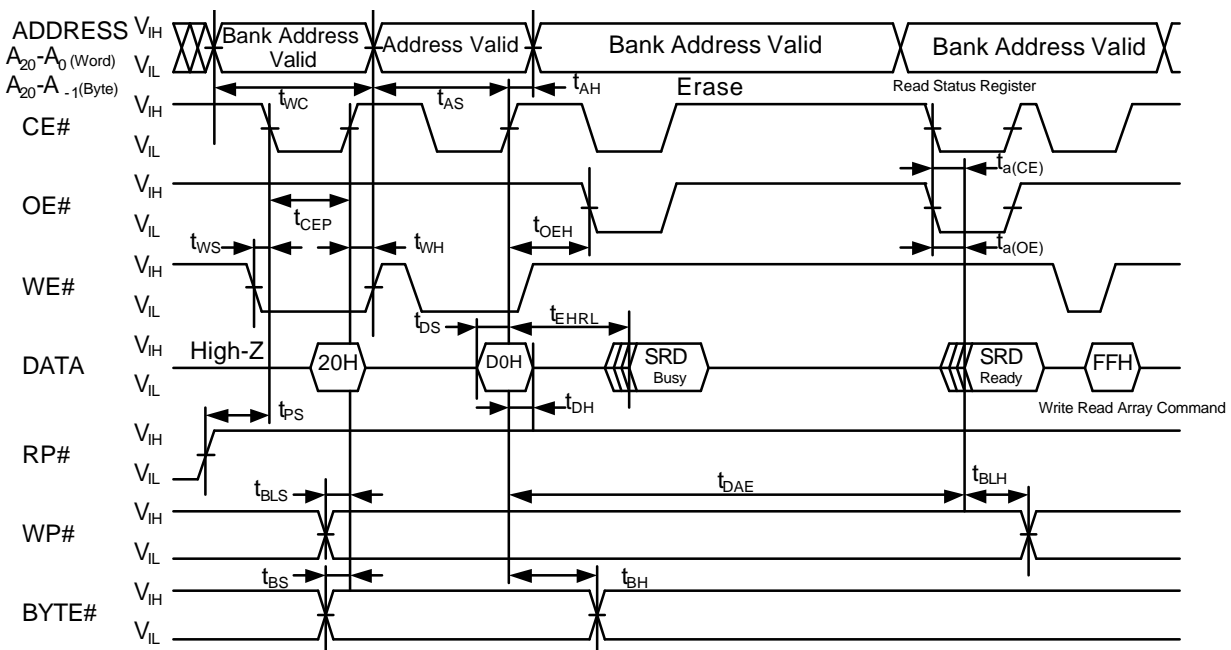 ADDRESS VIH Bank Address Valid Address Valid Bank Address Valid Bank Address Valid
A20-A0 (Word) VIL
A20-A -1(Byte) tWC tAS tAH Erase Read Status Register
CE# VIH
VIL
ta(CE)
OE# VIH
VIL
tCEP tOEH
tWS tWH ta(OE)
WE# VIH
VIL
tDS tEHRL
DATA VIH High-Z 20H D0H SRD Busy SRD Ready FFH
VIL
tPS tDH Write Read Array Command
RP# VIH
VIL
tBLS tDAE tBLH
WP# VIH
VIL
tBS tBH
BYTE# VIH
VIL